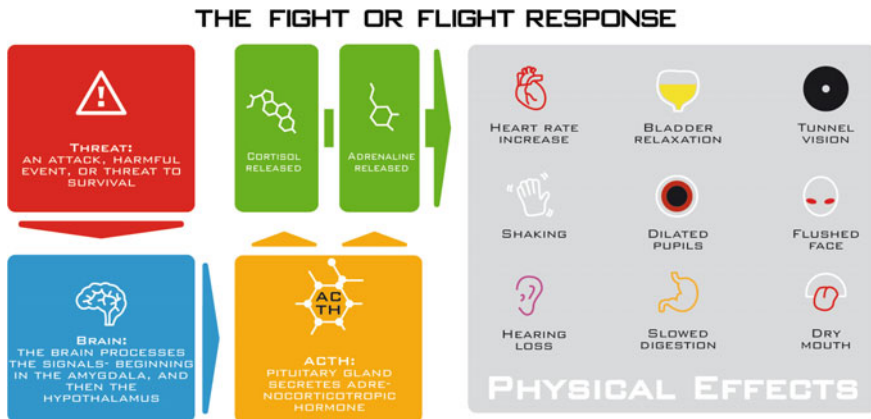 THE FIGHT OR FLIGHT RESPONSE
THREAT:
AN ATTACK, HARMFUL
EVENT, OR THREAT TO
SURVIVAL
BRAIN:
THE BRAIN PROCESSES
THE SIGNALS- BEGINNING
IN THE AMYGDALA, AND
THEN THE
HYPOTHALAMUS
AC
TH
ACTH:
PITUITARY GLAND
SECRETES ADRE-
NOCORTICOTROPIC
HORMONE
CORTISOL
RELEASED
ADRENALINE
RELEASED
HEART RATE
INCREASE
BLADDER
RELAXATION
TUNNEL
VISION
SHAKING
DILATED
PUPILS
FLUSHED
FACE
HEARING
LOSS
SLOWED
DIGESTION
DRY
MOUTH
PHYSICAL EFFECTS